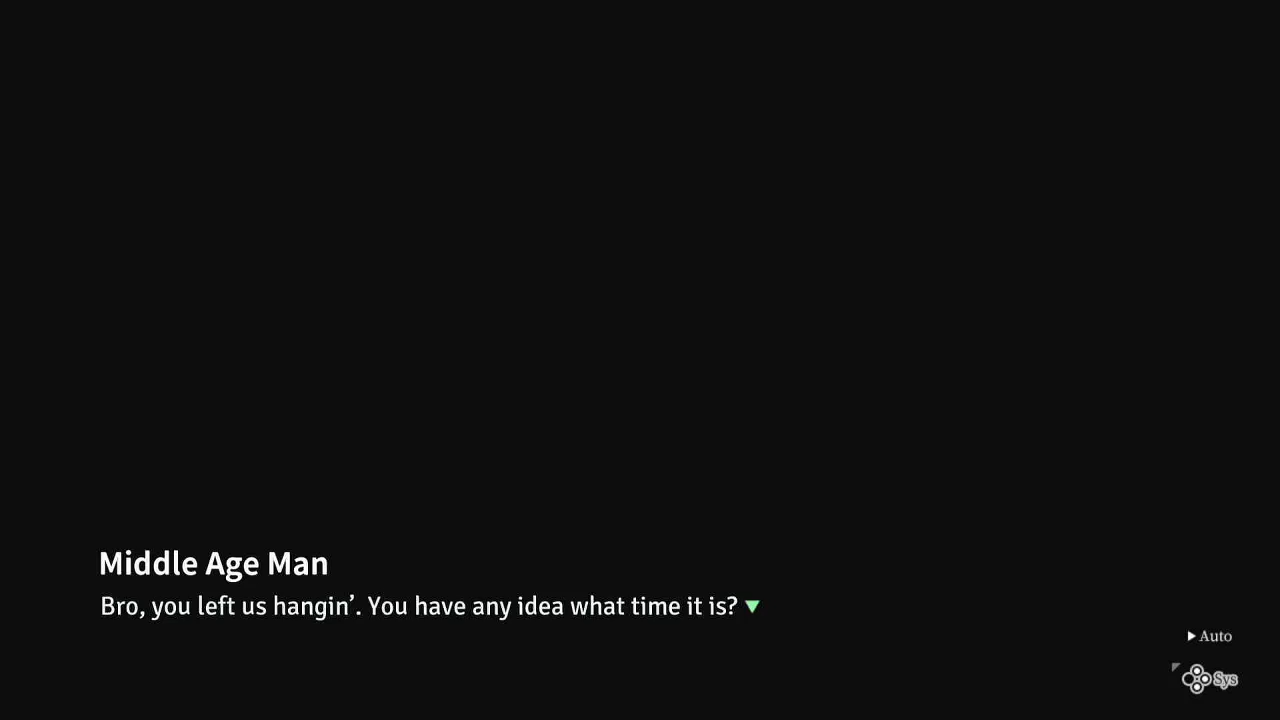 Middle Age Man
Bro, you left us hangin’. You have any idea what time it is?
Auto
Sys